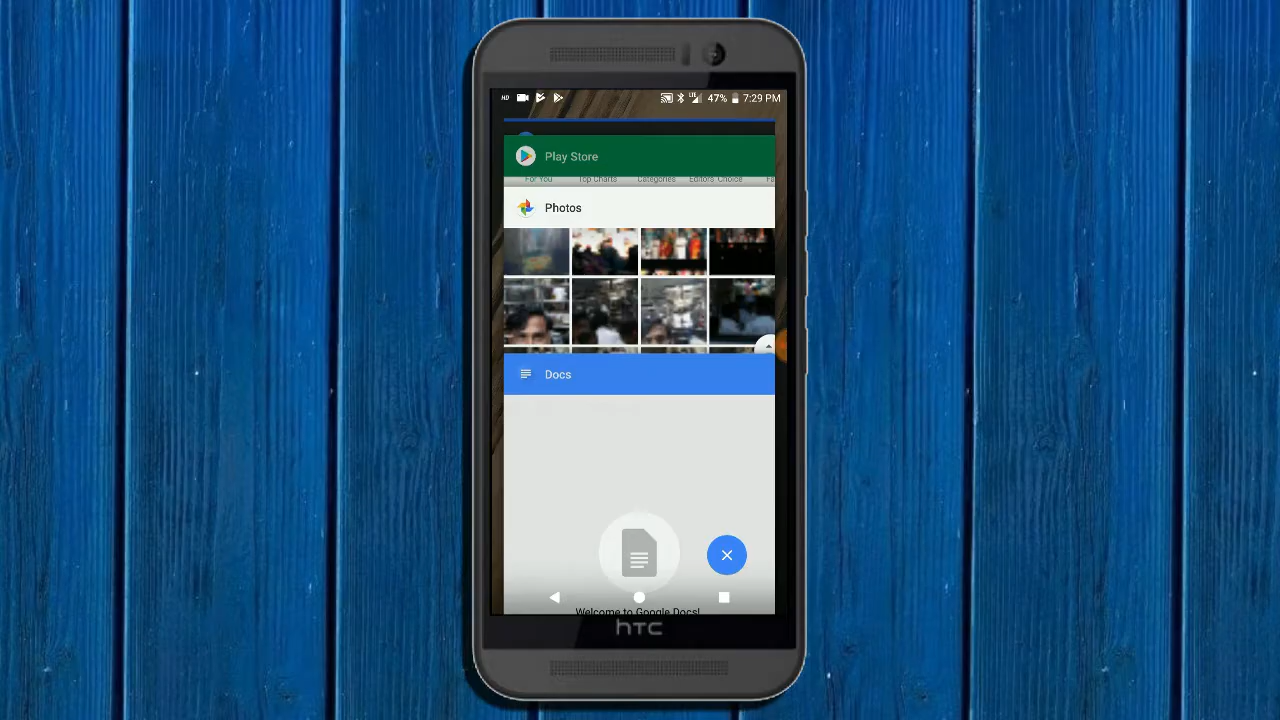 HD 47% 7:29 PM
Play Store
For You Top Charts Categories Editors' Choice
Photos
Docs
Welcome to Google Docs!
hTC